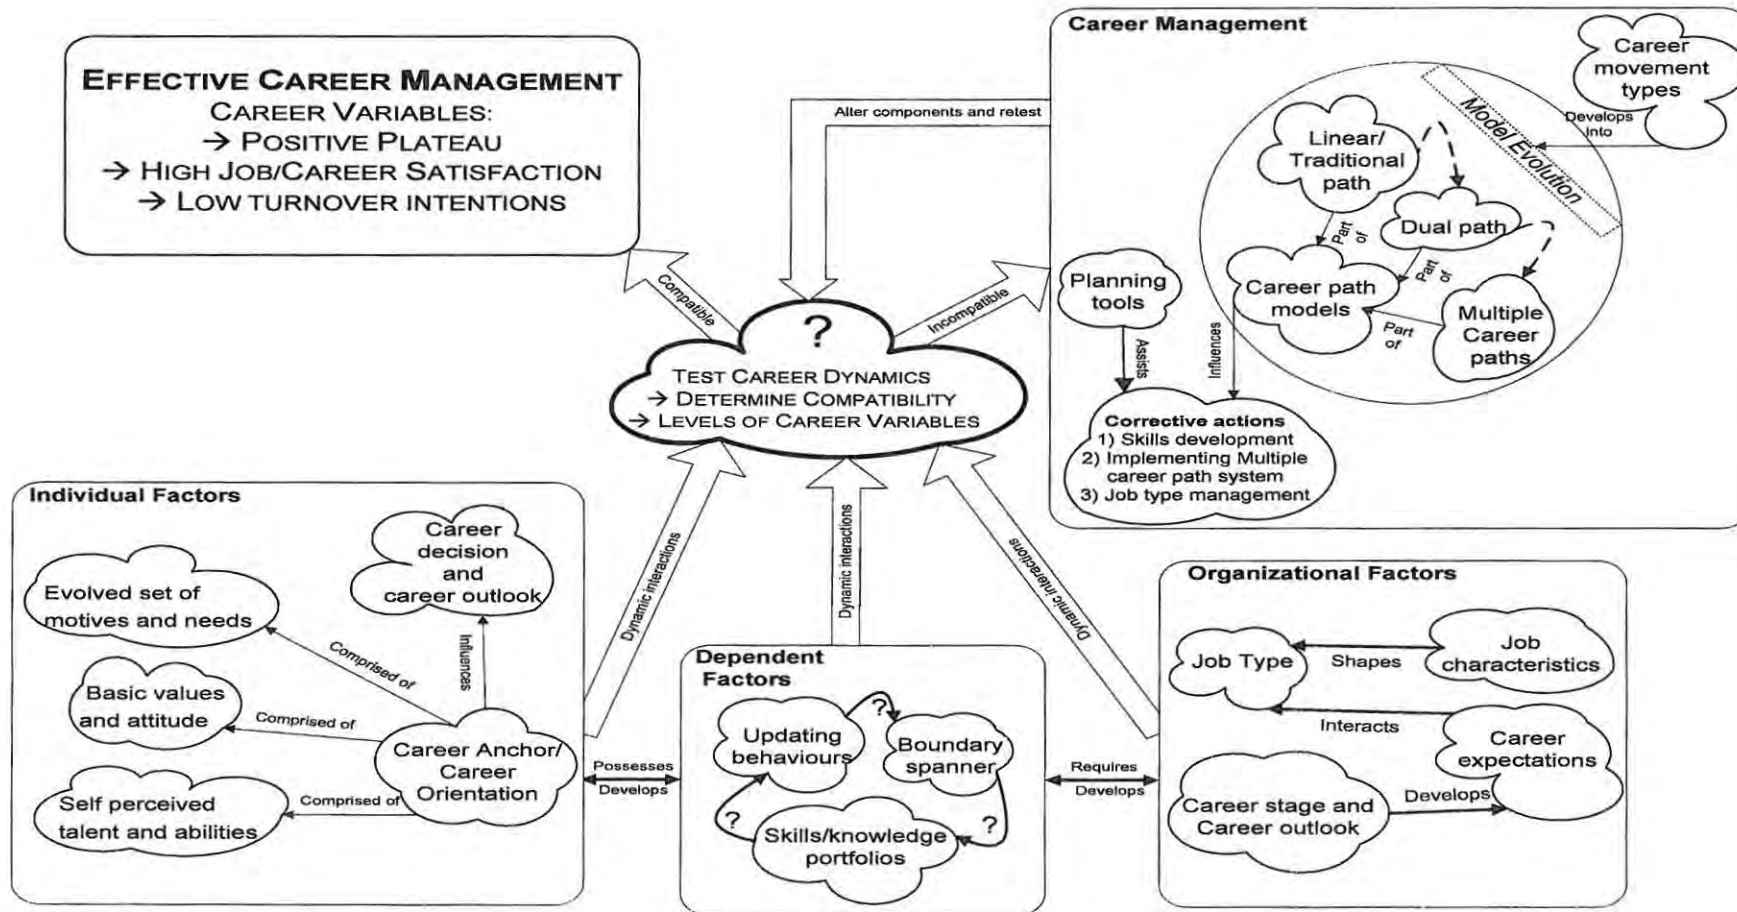 EFFECTIVE CAREER MANAGEMENT
CAREER VARIABLES:
→ POSITIVE PLATEAU
→ HIGH JOB/CAREER SATISFACTION
→ LOW TURNOVER INTENTIONS
Alter components and retest
Compatible
Incompatible
?
TEST CAREER DYNAMICS
→ DETERMINE COMPATIBILITY
→ LEVELS OF CAREER VARIABLES
Career Management
Career
movement
types
Develops
into
Model Evolution
Linear/
Traditional
path
Dual path
Part
of
Part
of
Career path
models
Part
of
Multiple
Career
paths
Planning
tools
Assists
Influences
Corrective actions
1) Skills development
2) Implementing Multiple
career path system
3) Job type management
Individual Factors
Career
decision
and
career outlook
Evolved set of
motives and needs
Comprised of
Influences
Basic values
and attitude
Comprised of
Career Anchor/
Career
Orientation
Self perceived
talent and abilities
Comprised of
Dynamic interactions
Dynamic interactions
Dynamic interactions
Possesses
Develops
Dependent
Factors
Updating
behaviours
?
Boundary
spanner
?
?
Skills/knowledge
portfolios
Requires
Develops
Organizational Factors
Job Type
Shapes
Job
characteristics
Interacts
Career
expectations
Career stage and
Career outlook
Develops